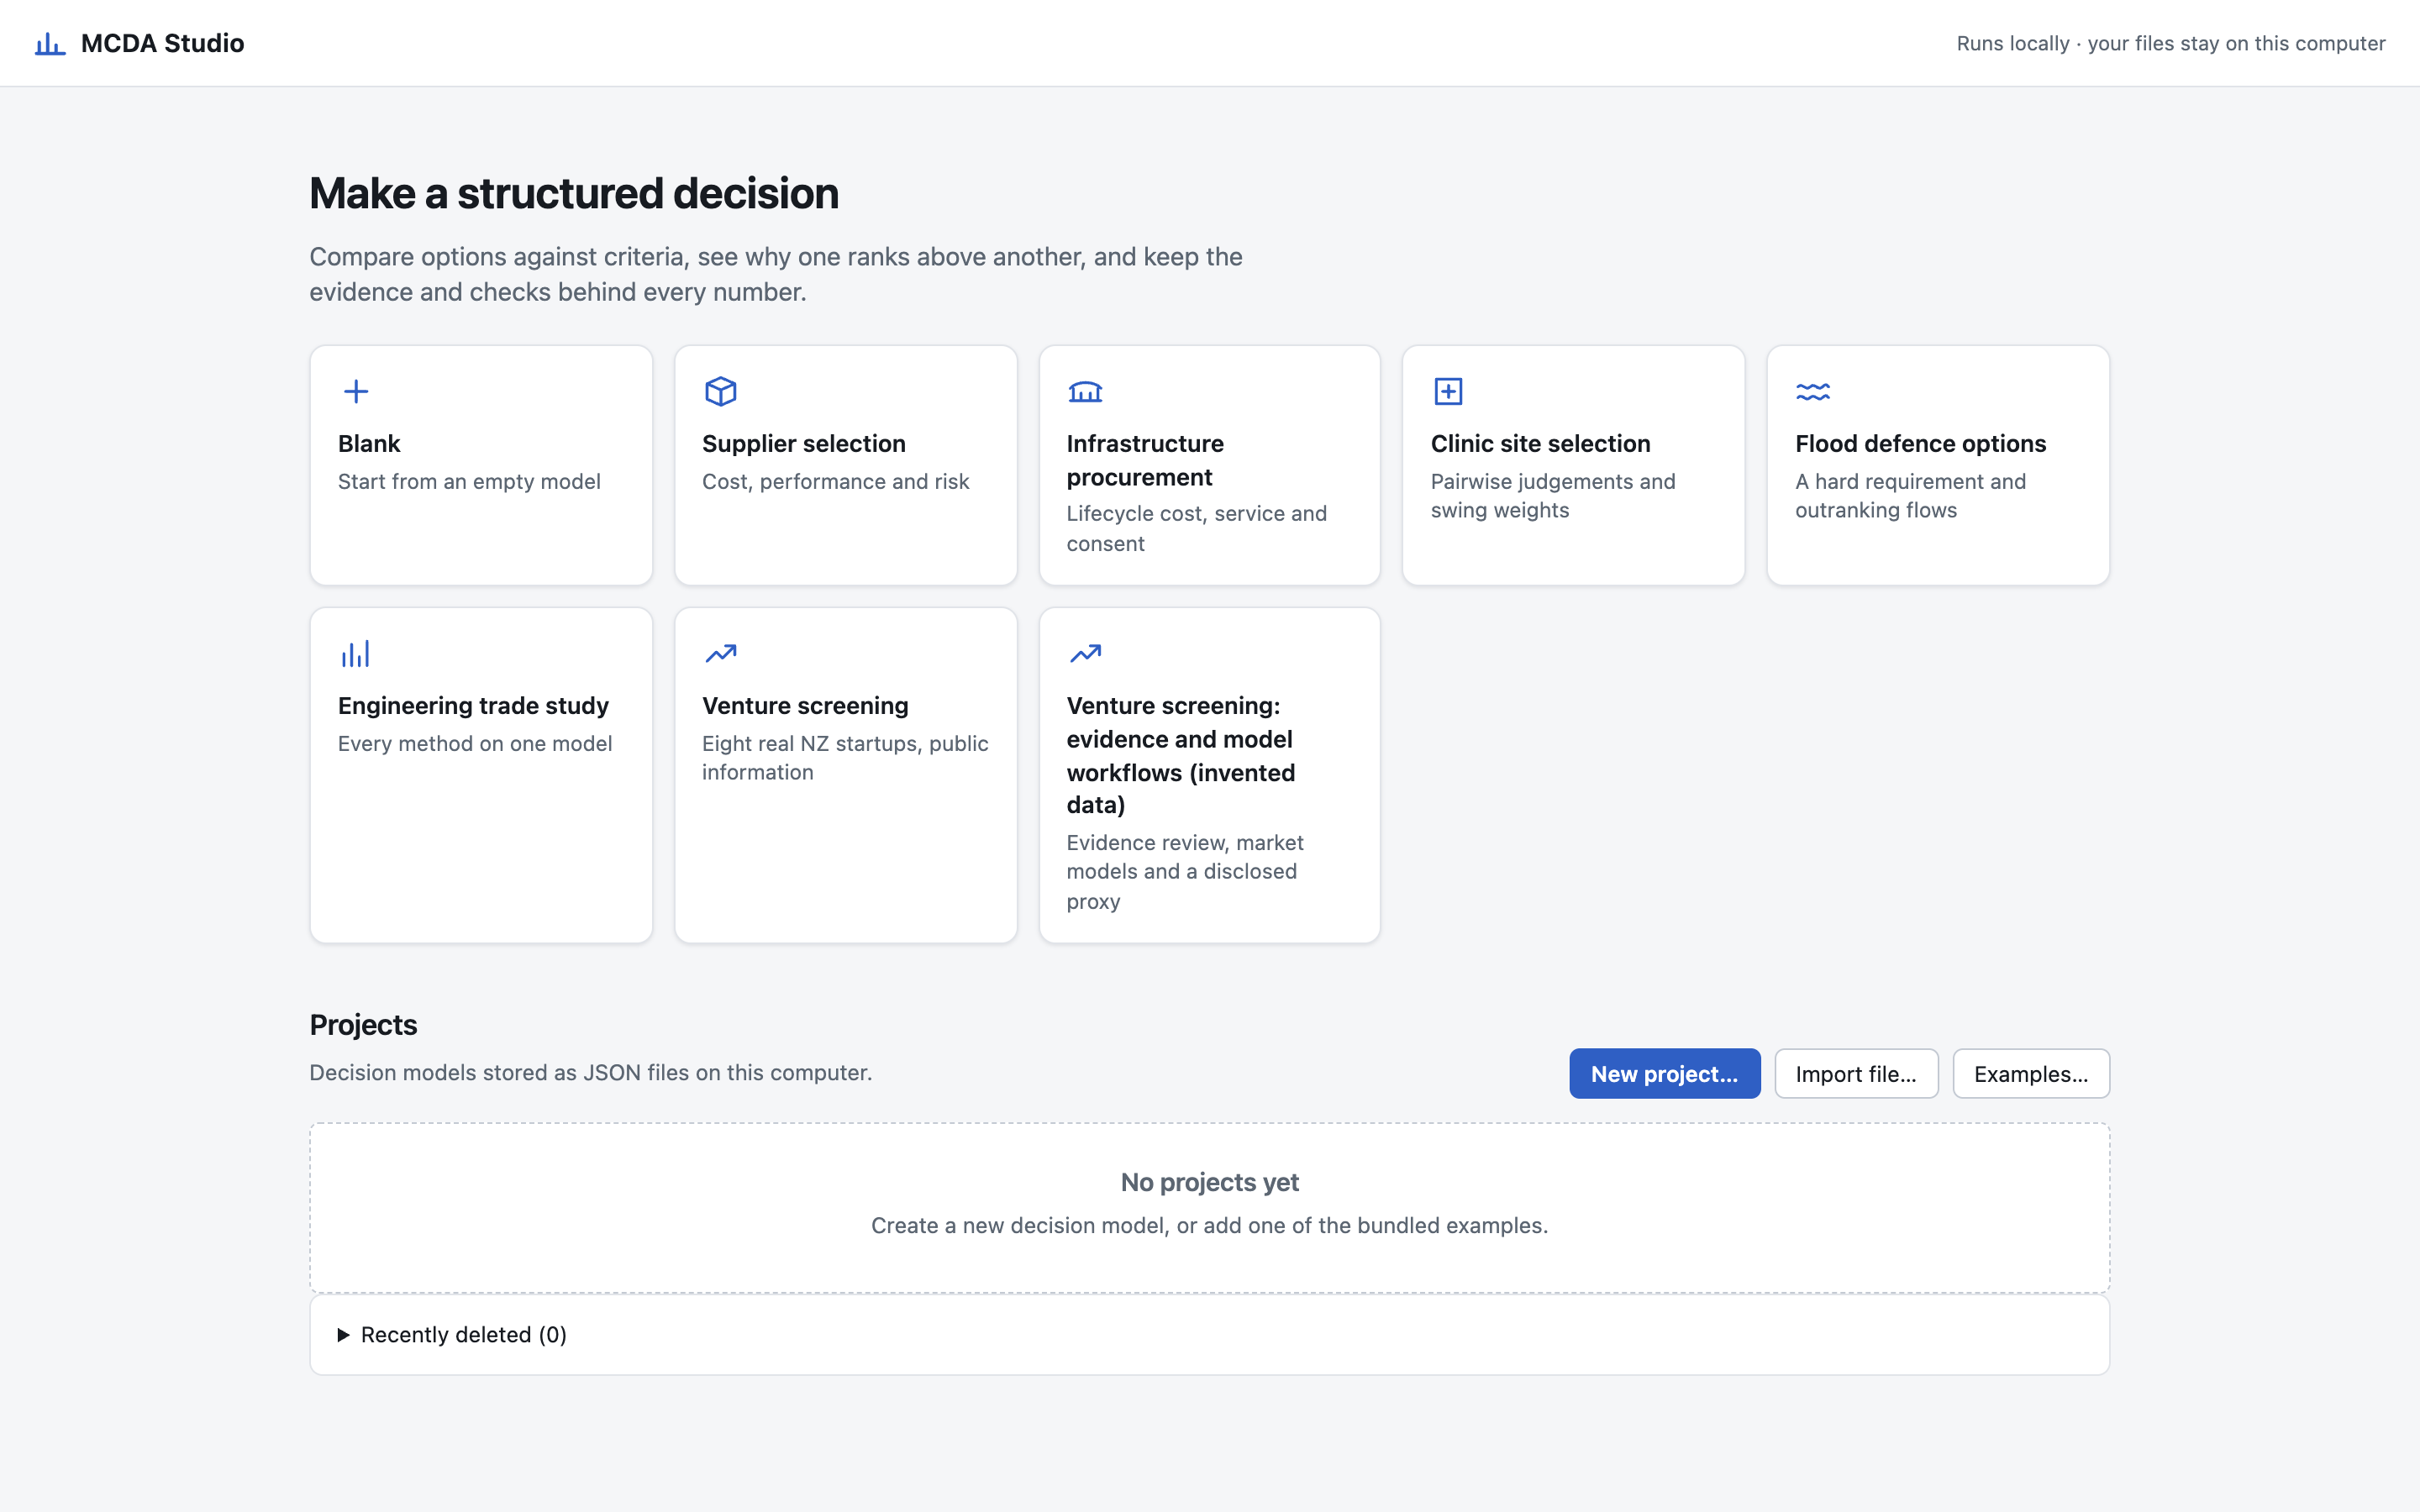 MCDA Studio
Runs locally · your files stay on this computer
Make a structured decision
Compare options against criteria, see why one ranks above another, and keep the
evidence and checks behind every number.
Blank
Start from an empty model
Supplier selection
Cost, performance and risk
Infrastructure
procurement
Lifecycle cost, service and
consent
Clinic site selection
Pairwise judgements and
swing weights
Flood defence options
A hard requirement and
outranking flows
Engineering trade study
Every method on one model
Venture screening
Eight real NZ startups, public
information
Venture screening:
evidence and model
workflows (invented
data)
Evidence review, market
models and a disclosed
proxy
Projects
Decision models stored as JSON files on this computer.
New project...
Import file...
Examples...
No projects yet
Create a new decision model, or add one of the bundled examples.
Recently deleted (0)